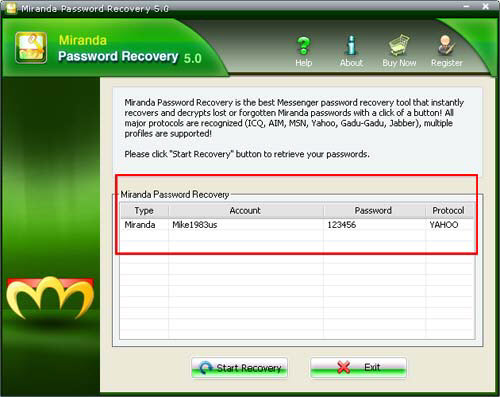 Miranda Password Recovery 5.0
Miranda
Password Recovery 5.0
Help
About
Buy Now
Register
Miranda Password Recovery is the best Messenger password recovery tool that instantly
recovers and decrypts lost or forgotten Miranda passwords with a click of a button! All
major protocols are recognized (ICQ, AIM, MSN, Yahoo, Gadu-Gadu, Jabber), multiple
profiles are supported!
Please click "Start Recovery" button to retrieve your passwords.
Miranda Password Recovery
Type Account Password Protocol
Miranda Mike1983us 123456 YAHOO
Start Recovery
Exit